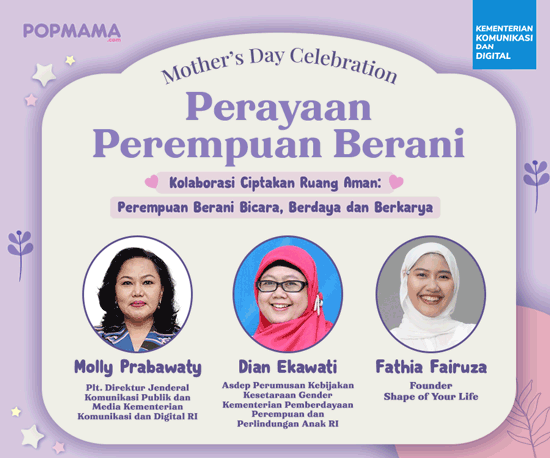 POPMAMA
.com
KEMENTERIAN
KOMUNIKASI
DAN
DIGITAL
Mother's Day Celebration
Perayaan
Perempuan Berani
Kolaborasi Ciptakan Ruang Aman:
Perempuan Berani Bicara, Berdaya dan Berkarya
Molly Prabawaty
Plt. Direktur Jenderal
Komunikasi Publik dan
Media Kementerian
Komunikasi dan Digital RI
Dian Ekawati
Asdep Perumusan Kebijakan
Kesetaraan Gender
Kementerian Pemberdayaan
Perempuan dan
Perlindungan Anak RI
Fathia Fairuza
Founder
Shape of Your Life